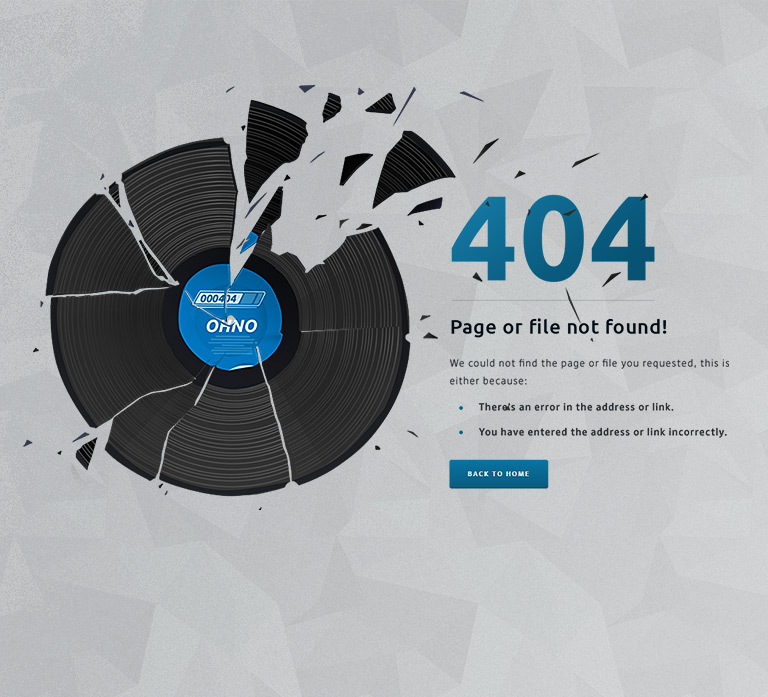 000404
OHNO
404
Page or file not found!
We could not find the page or file you requested, this is
either because:
There's an error in the address or link.
You have entered the address or link incorrectly.
BACK TO HOME